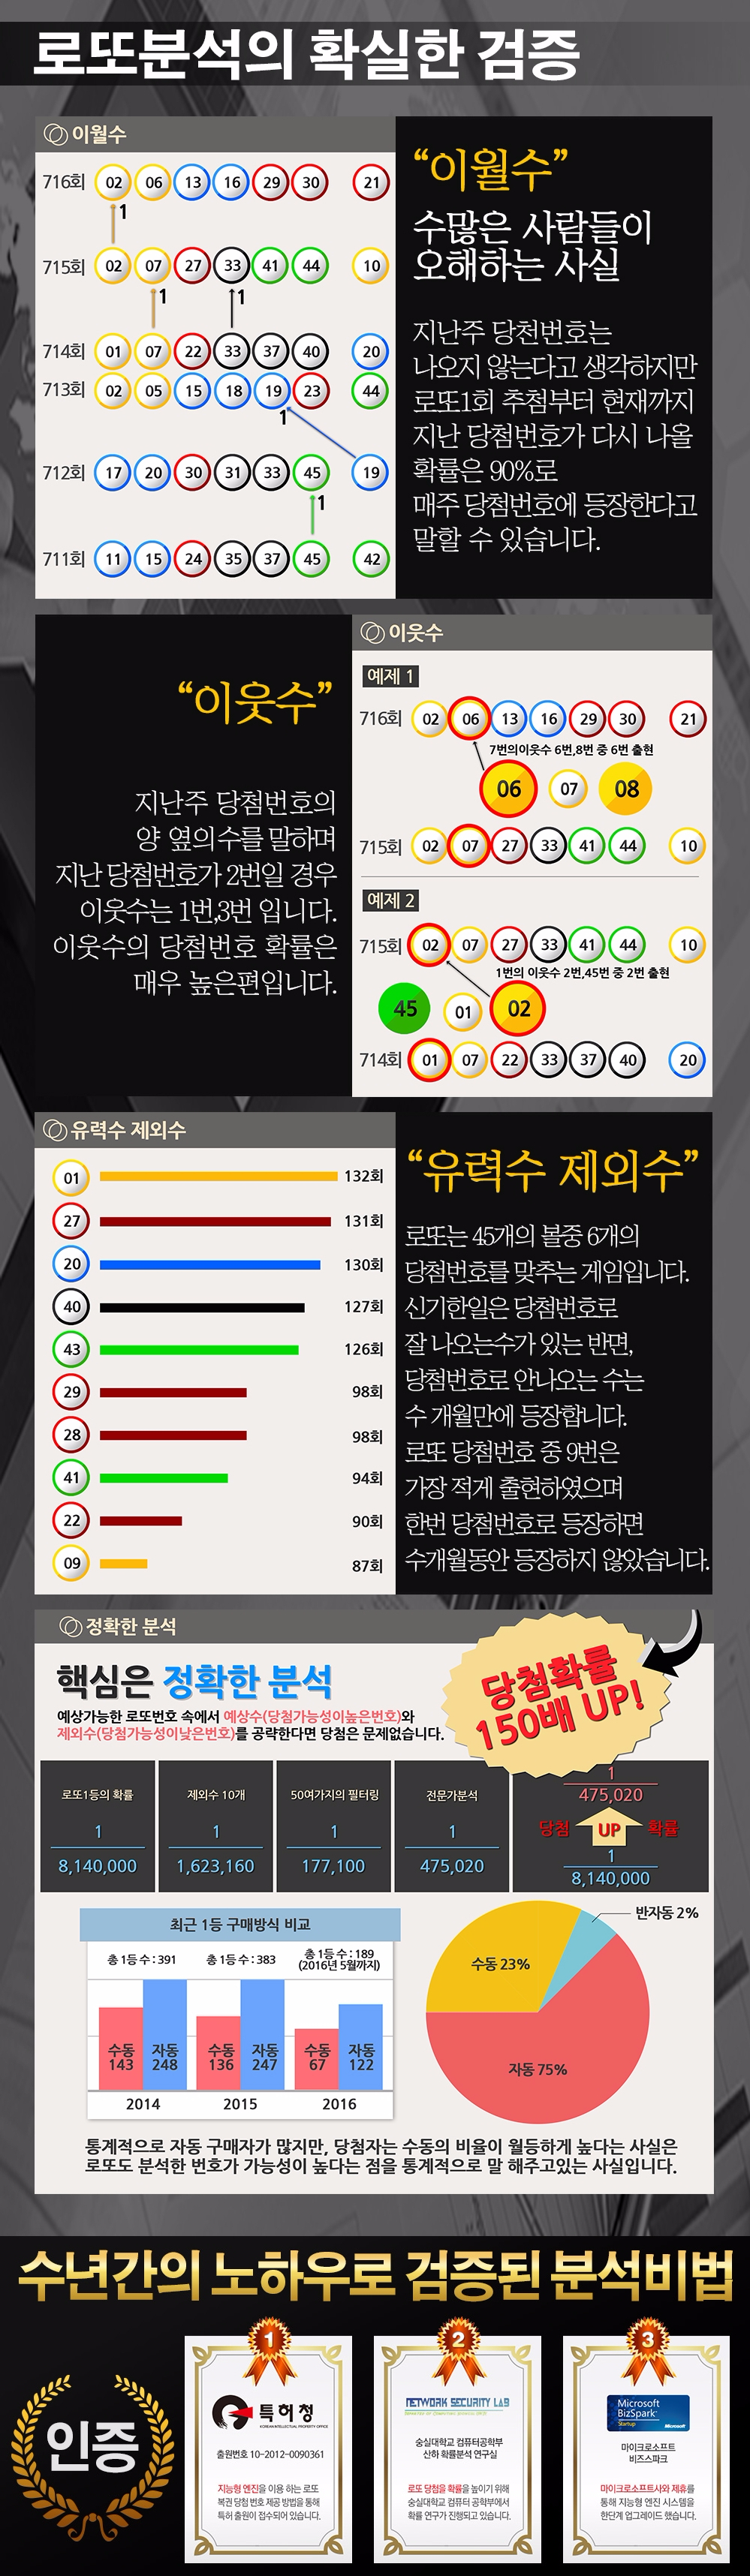 로또분석의 확실한 검증
이월수
716회 02 06 13 16 29 30 21
1
715회 02 07 27 33 41 44 10
1 1
714회 01 07 22 33 37 40 20
713회 02 05 15 18 19 23 44
1
712회 17 20 30 31 33 45 19
1
711회 11 15 24 35 37 45 42
“이월수”
수많은 사람들이
오해하는 사실
지난주 당천번호는
나오지 않는다고 생각하지만
로또1회 추첨부터 현재까지
지난 당첨번호가 다시 나올
확률은 90%로
매주 당첨번호에 등장한다고
말할 수 있습니다.
“이웃수”
지난주 당첨번호의
양 옆의수를 말하며
지난 당첨번호가 2번일 경우
이웃수는 1번,3번 입니다.
이웃수의 당첨번호 확률은
매우 높은편입니다.
이웃수
예제 1
716회 02 06 13 16 29 30 21
7번의이웃수 6번,8번 중 6번 출현
06 07 08
715회 02 07 27 33 41 44 10
예제 2
715회 02 07 27 33 41 44 10
1번의 이웃수 2번,45번 중 2번 출현
45 01 02
714회 01 07 22 33 37 40 20
유력수 제외수
01 132회
27 131회
20 130회
40 127회
43 126회
29 98회
28 98회
41 94회
22 90회
09 87회
“유력수 제외수”
로또는 45개의 볼중 6개의
당첨번호를 맞추는 게임입니다.
신기한일은 당첨번호로
잘 나오는수가 있는 반면,
당첨번호로 안나오는 수는
수 개월만에 등장합니다.
로또 당첨번호 중 9번은
가장 적게 출현하였으며
한번 당첨번호로 등장하면
수개월동안 등장하지 않았습니다.
정확한 분석
핵심은 정확한 분석
예상가능한 로또번호 속에서 예상수(당첨가능성이높은번호)와
제외수(당첨가능성이낮은번호)를 공략한다면 당첨은 문제없습니다.
당첨확률
150배 UP!
로또1등의 확률
1
8,140,000
제외수 10개
1
1,623,160
50여가지의 필터링
1
177,100
전문가분석
1
475,020
1
475,020
당첨 UP 확률
1
8,140,000
최근 1등 구매방식 비교
총 1등 수 : 391
총 1등 수 : 383
총 1등 수 : 189
(2016년 5월까지)
수동 자동 수동 자동 수동 자동
143 248 136 247 67 122
2014 2015 2016
반자동 2%
수동 23%
자동 75%
통계적으로 자동 구매자가 많지만, 당첨자는 수동의 비율이 월등하게 높다는 사실은
로또도 분석한 번호가 가능성이 높다는 점을 통계적으로 말 해주고있는 사실입니다.
수년간의 노하우로 검증된 분석비법
인증
1
특허청
KOREAN INTELLECTUAL PROPERTY OFFICE
출원번호 10-2012-0090361
지능형 엔진을 이용 하는 로또
복권 당첨 번호 제공 방법을 통해
특허 출원이 접수되어 있습니다.
2
NETWORK SECURITY LAB
숭실대학교 컴퓨터공학부
산하 확률분석 연구실
로또 당첨을 확률을 높이기 위해
숭실대학교 컴퓨터 공학부에서
확률 연구가 진행되고 있습니다.
3
Microsoft
BizSpark
Startup Microsoft
마이크로소프트
비즈스파크
마이크로소프트사와 제휴를
통해 지능형 엔진 시스템을
한단계 업그레이드 했습니다.